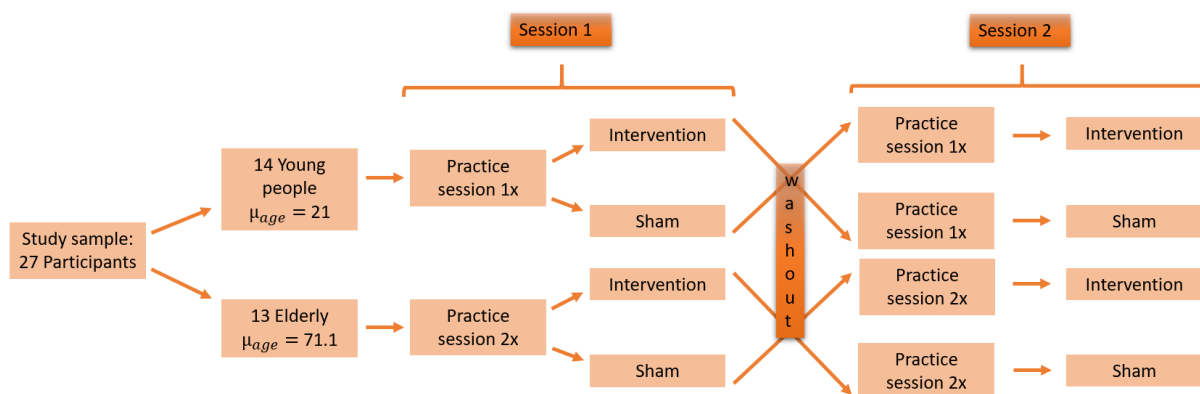 Session 1
Session 2
Study sample:
27 Participants
14 Young
people
μage = 21
13 Elderly
μage = 71.1
Practice
session 1x
Practice
session 2x
Intervention
Sham
Intervention
Sham
w
a
s
h
o
u
t
Practice
session 1x
Practice
session 1x
Practice
session 2x
Practice
session 2x
Intervention
Sham
Intervention
Sham